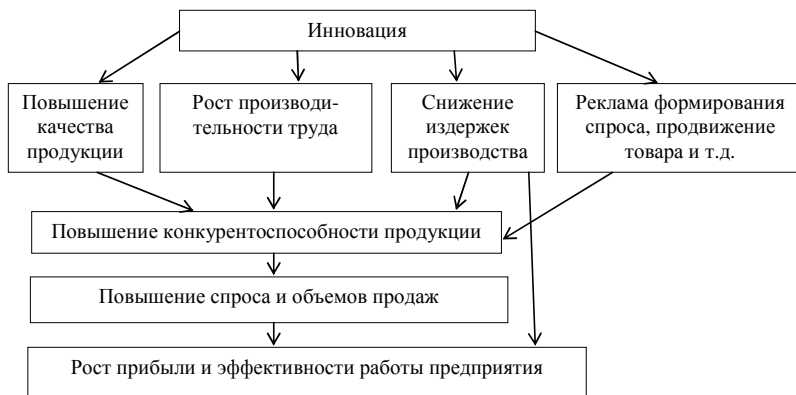 Инновация
Повышение
качества
продукции
Рост производи-
тельности труда
Снижение
издержек
производства
Реклама формирования
спроса, продвижение
товара и т.д.
Повышение конкурентоспособности продукции
Повышение спроса и объемов продаж
Рост прибыли и эффективности работы предприятия